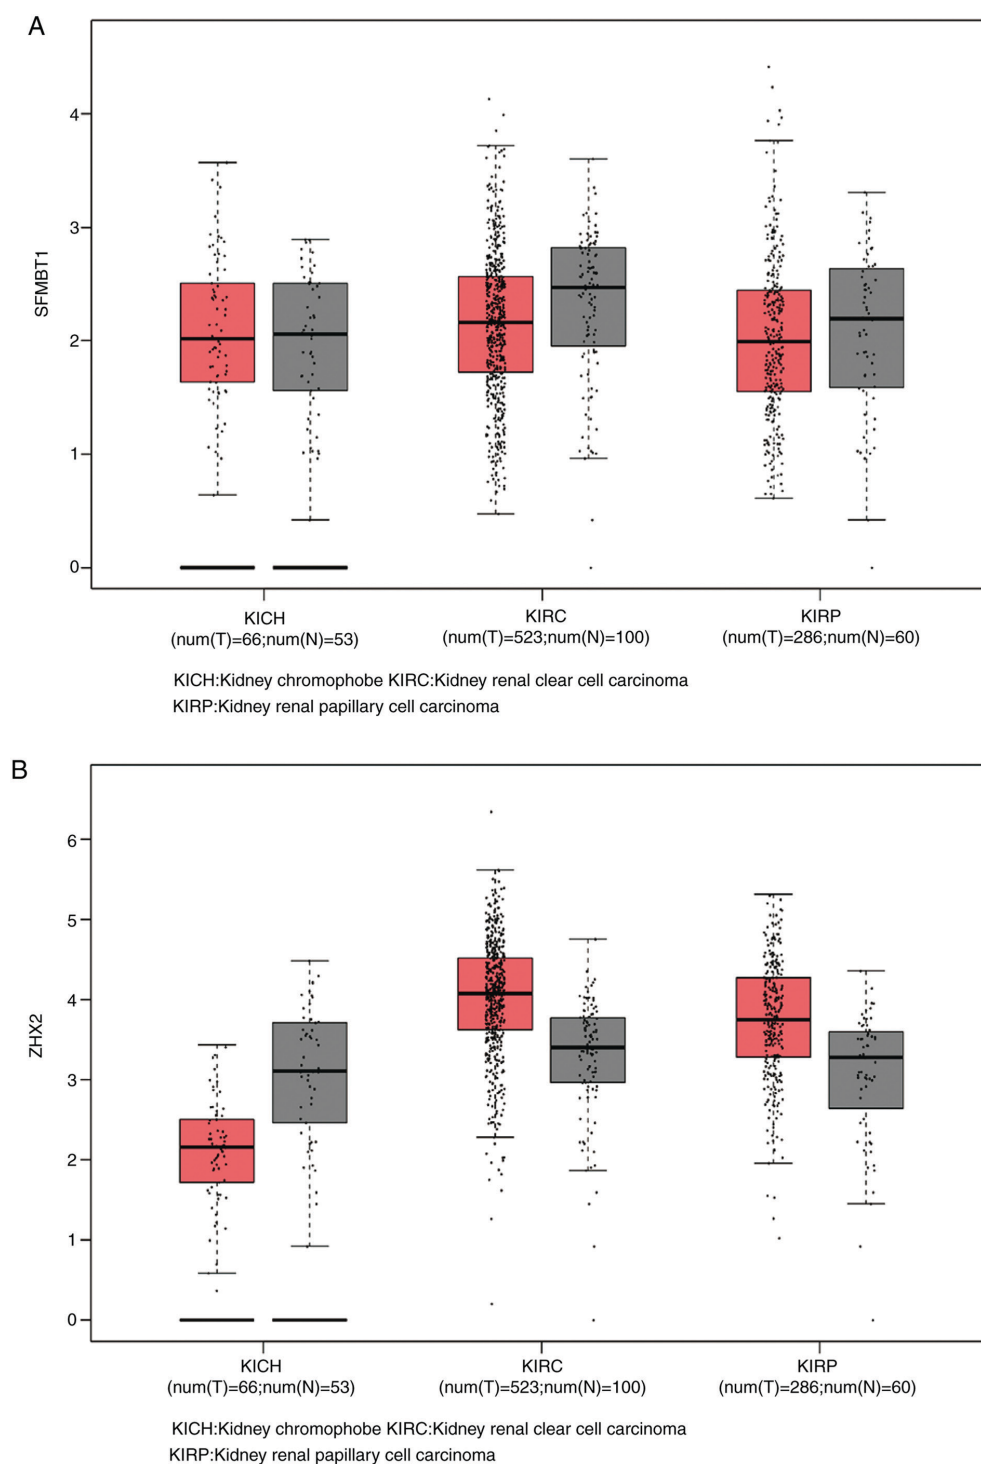 A
4
3
2
1
0
SFMBT1
KICH
(num(T)=66;num(N)=53)
KIRC
(num(T)=523;num(N)=100)
KIRP
(num(T)=286;num(N)=60)
KICH:Kidney chromophobe KIRC:Kidney renal clear cell carcinoma
KIRP:Kidney renal papillary cell carcinoma
B
6
5
4
3
2
1
0
ZHX2
KICH
(num(T)=66;num(N)=53)
KIRC
(num(T)=523;num(N)=100)
KIRP
(num(T)=286;num(N)=60)
KICH:Kidney chromophobe KIRC:Kidney renal clear cell carcinoma
KIRP:Kidney renal papillary cell carcinoma